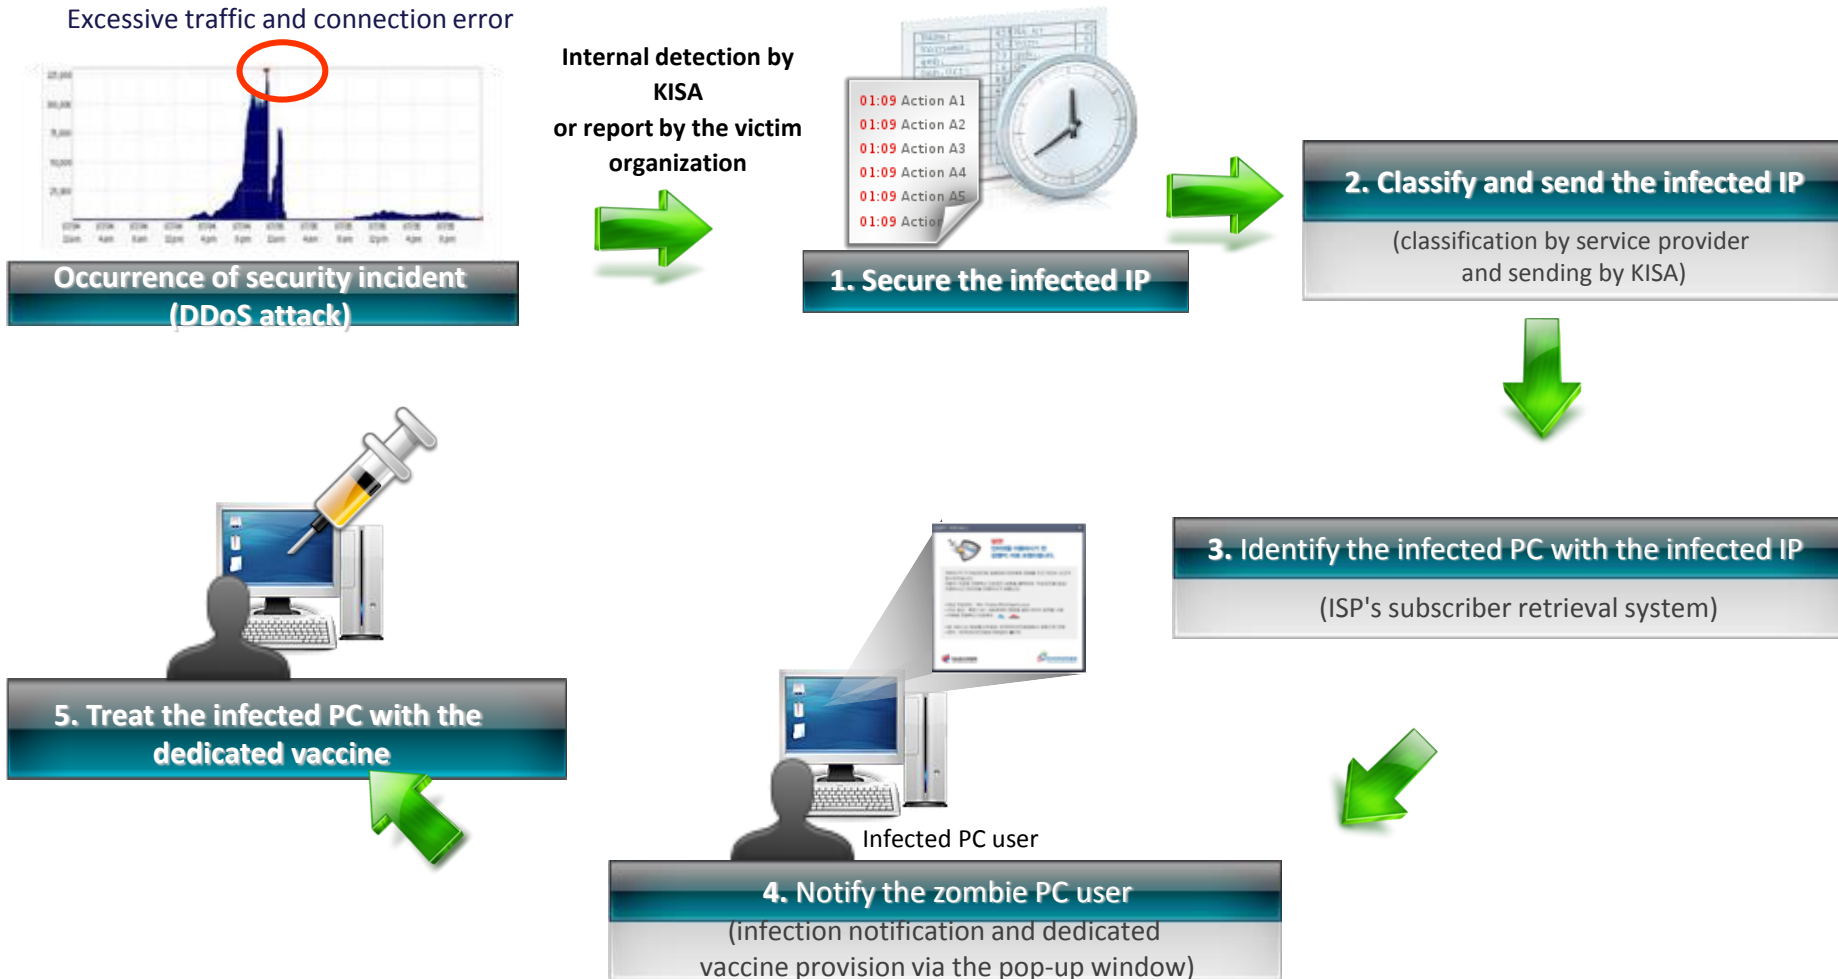 Excessive traffic and connection error
Internal detection by
KISA
or report by the victim
organization
01:09 Action A1
01:09 Action A2
01:09 Action A3
01:09 Action A4
01:09 Action A5
01:09 Action
Occurrence of security incident
(DDoS attack)
1. Secure the infected IP
2. Classify and send the infected IP
(classification by service provider
and sending by KISA)
3. Identify the infected PC with the infected IP
(ISP's subscriber retrieval system)
Infected PC user
4. Notify the zombie PC user
(infection notification and dedicated
vaccine provision via the pop-up window)
5. Treat the infected PC with the
dedicated vaccine